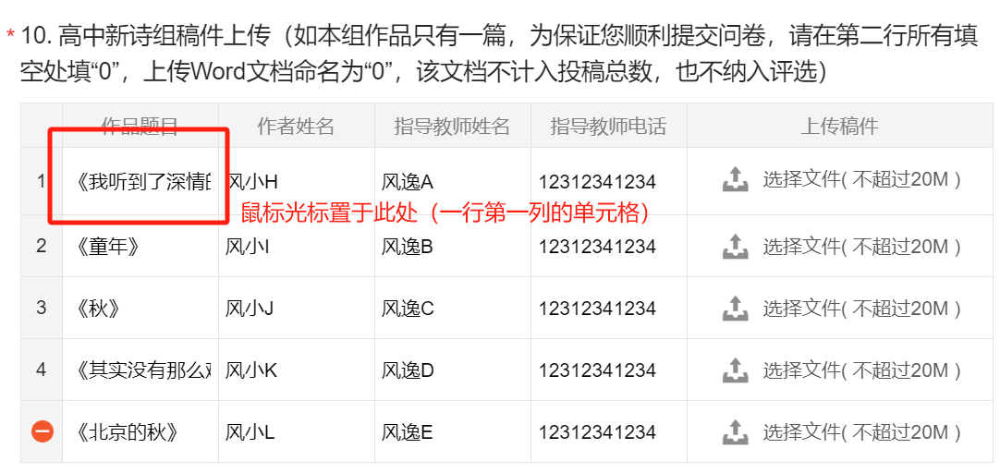 * 10. 高中新诗组稿件上传（如本组作品只有一篇，为保证您顺利提交问卷，请在第二行所有填
空处填“0”，上传Word文档命名为“0”，该文档不计入投稿总数，也不纳入评选）
作品题目 作者姓名 指导教师姓名 指导教师电话 上传稿件
1 《我听到了深情的 风小H 风逸A 12312341234 选择文件( 不超过20M )
鼠标光标置于此处（一行第一列的单元格）
2 《童年》 风小I 风逸B 12312341234 选择文件( 不超过20M )
3 《秋》 风小J 风逸C 12312341234 选择文件( 不超过20M )
4 《其实没有那么 风小K 风逸D 12312341234 选择文件( 不超过20M )
《北京的秋》 风小L 风逸E 12312341234 选择文件( 不超过20M )